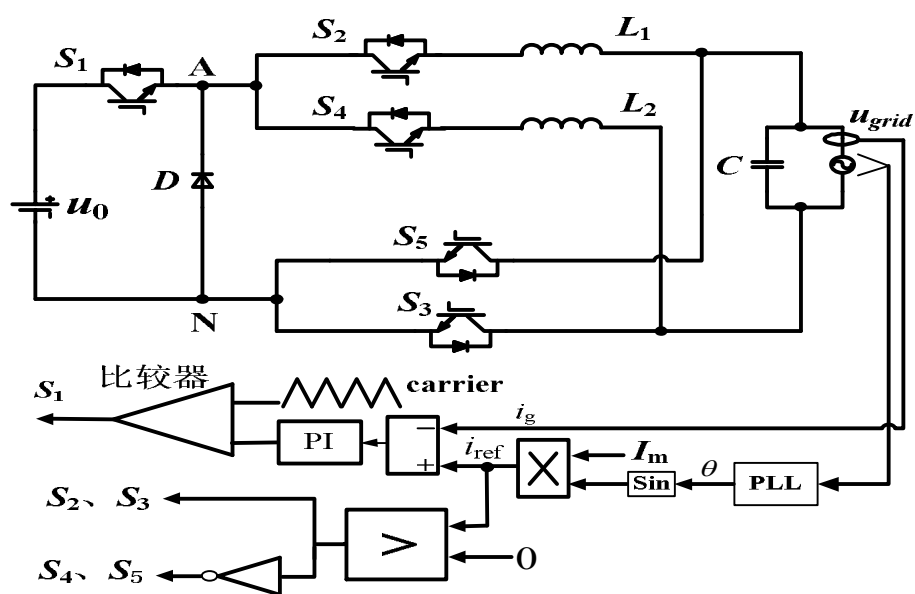 S1
A
S2
L1
S4
L2
ugrid
u0
D
C
S5
N
S3
比较器
carrier
S1
PI
−
+
ig
iref
Im
Sin
θ
PLL
S2、S3
>
0
S4、S5